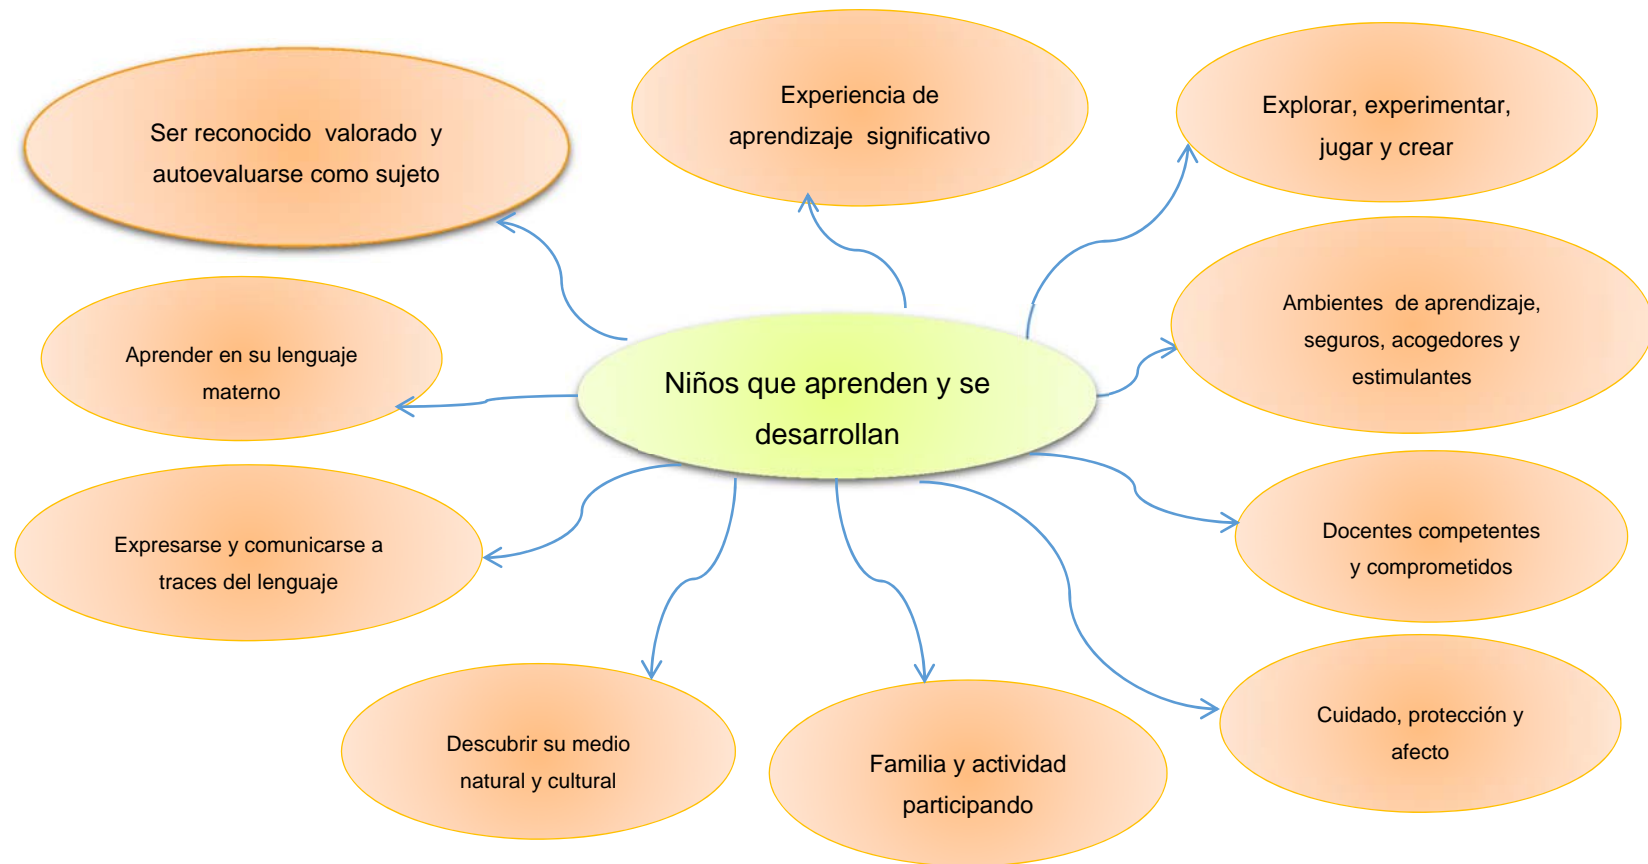 Ser reconocido valorado y
autoevaluarse como sujeto
Experiencia de
aprendizaje significativo
Explorar, experimentar,
jugar y crear
Aprender en su lenguaje
materno
Niños que aprenden y se
desarrollan
Ambientes de aprendizaje,
seguros, acogedores y
estimulantes
Expresarse y comunicarse a
traces del lenguaje
Docentes competentes
y comprometidos
Descubrir su medio
natural y cultural
Familia y actividad
participando
Cuidado, protección y
afecto